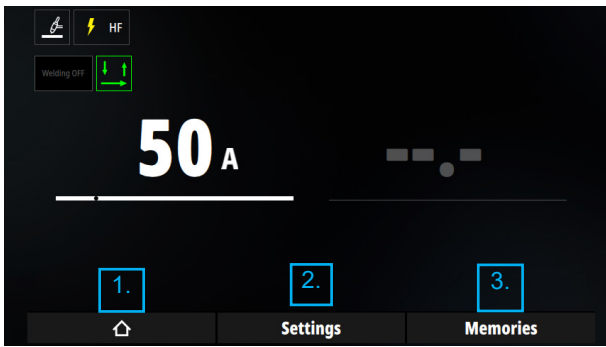 HF
Welding OFF
50 A
--.-
1.
2.
3.
Settings
Memories